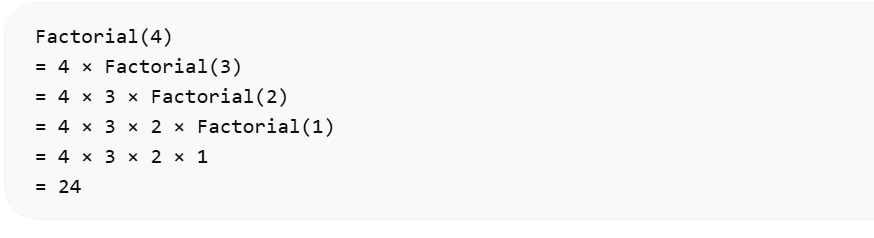 Factorial(4)
= 4 × Factorial(3)
= 4 × 3 × Factorial(2)
= 4 × 3 × 2 × Factorial(1)
= 4 × 3 × 2 × 1
= 24